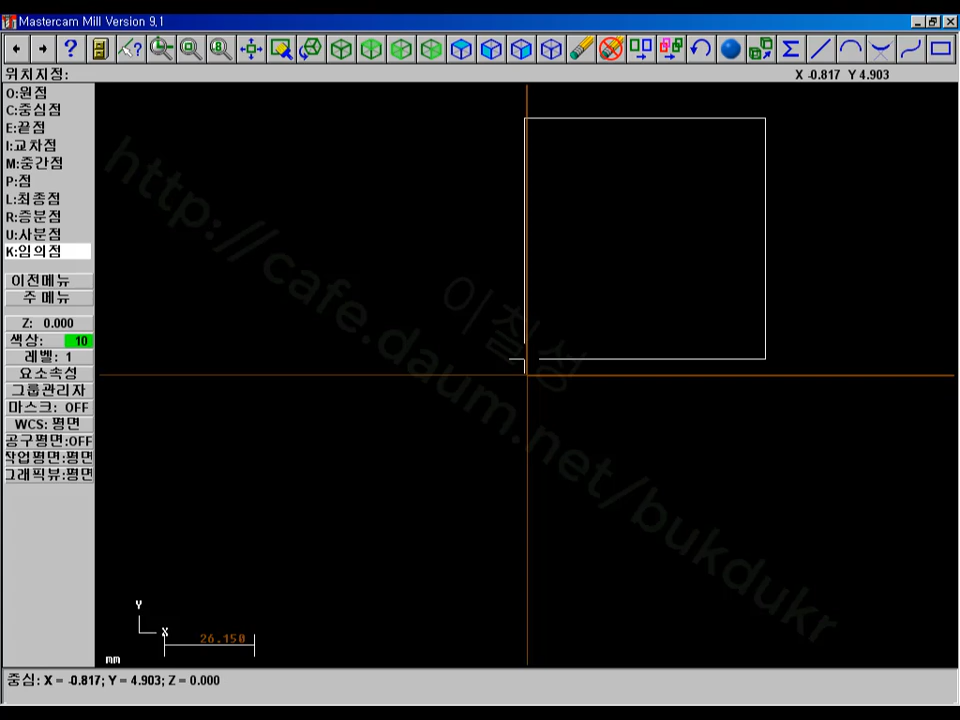 Mastercam Mill Version 9.1
위치지정:
X -0.817 Y 4.903
O:원점
C:중심점
E:끝점
I:교차점
M:중간점
P:점
L:최종점
R:증분점
U:사분점
K:임의점
이전메뉴
주 메뉴
Z: 0.000
색상: 10
레벨: 1
요소속성
그룹관리자
마스크: OFF
WCS: 평면
공구평면:OFF
작업평면:평면
그래픽뷰:평면
http://cafe.daum.net/bukdukr
이칠성
Y
X
26.150
mm
중심: X = -0.817; Y = 4.903; Z = 0.000